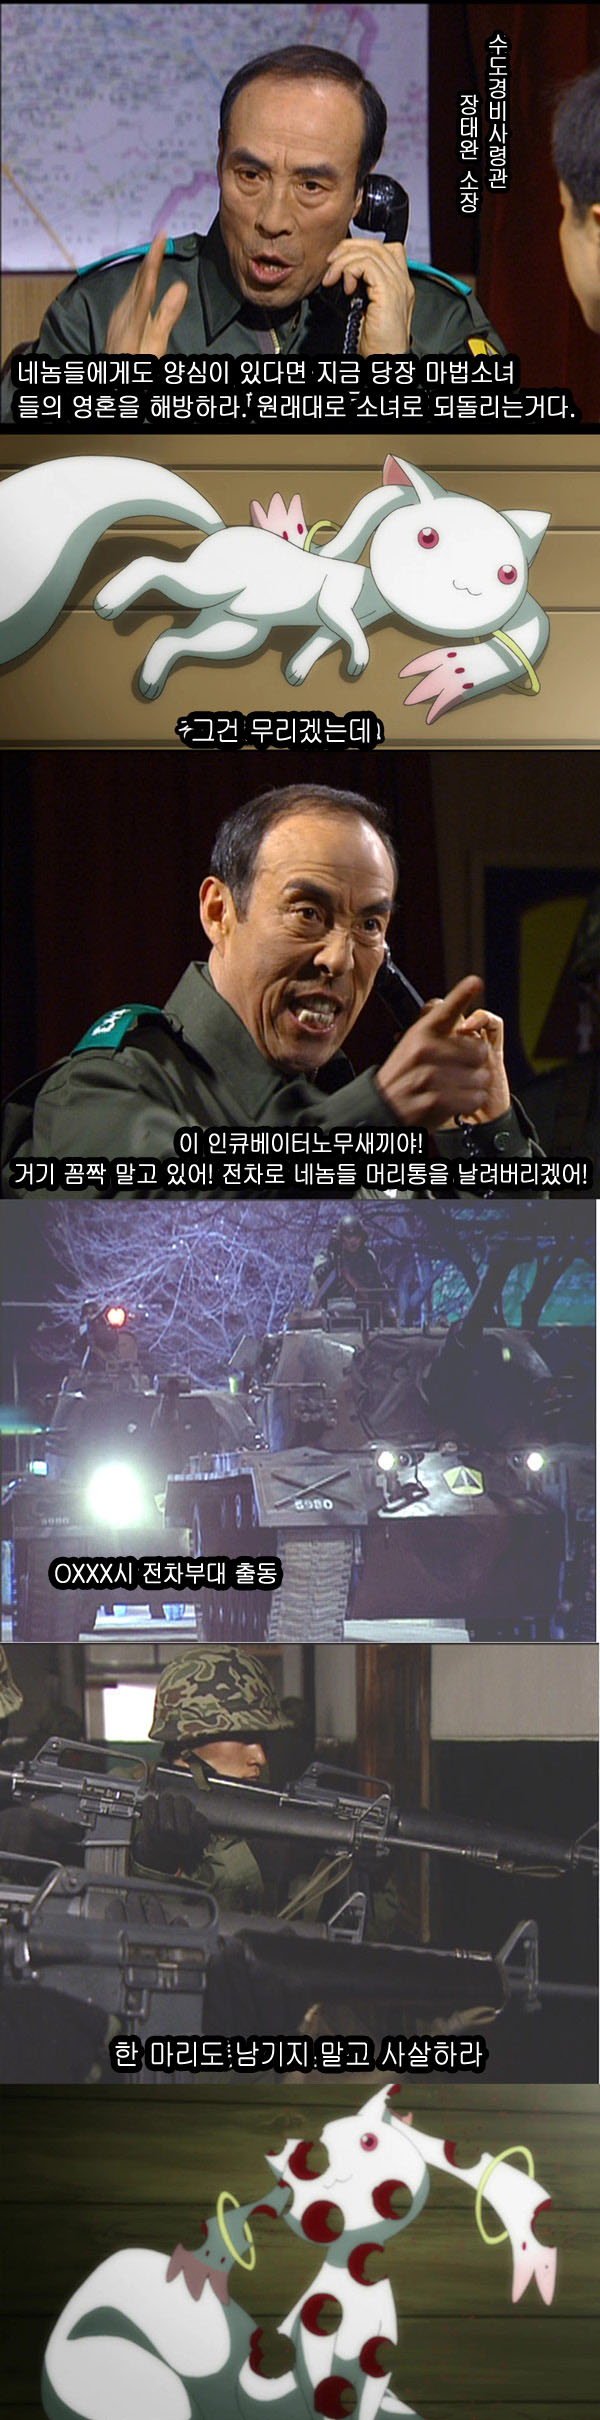 수도경비사령관
장태완 소장
네놈들에게도 양심이 있다면 지금 당장 마법소녀
들의 영혼을 해방하라. 원래대로 소녀로 되돌리는거다.
그건 무리겠는데
이 인큐베이터노무새끼야!
거기 꼼짝 말고 있어! 전차로 네놈들 머리통을 날려버리겠어!
5980
OXXX시 전차부대 출동
한 마리도 남기지 말고 사살하라